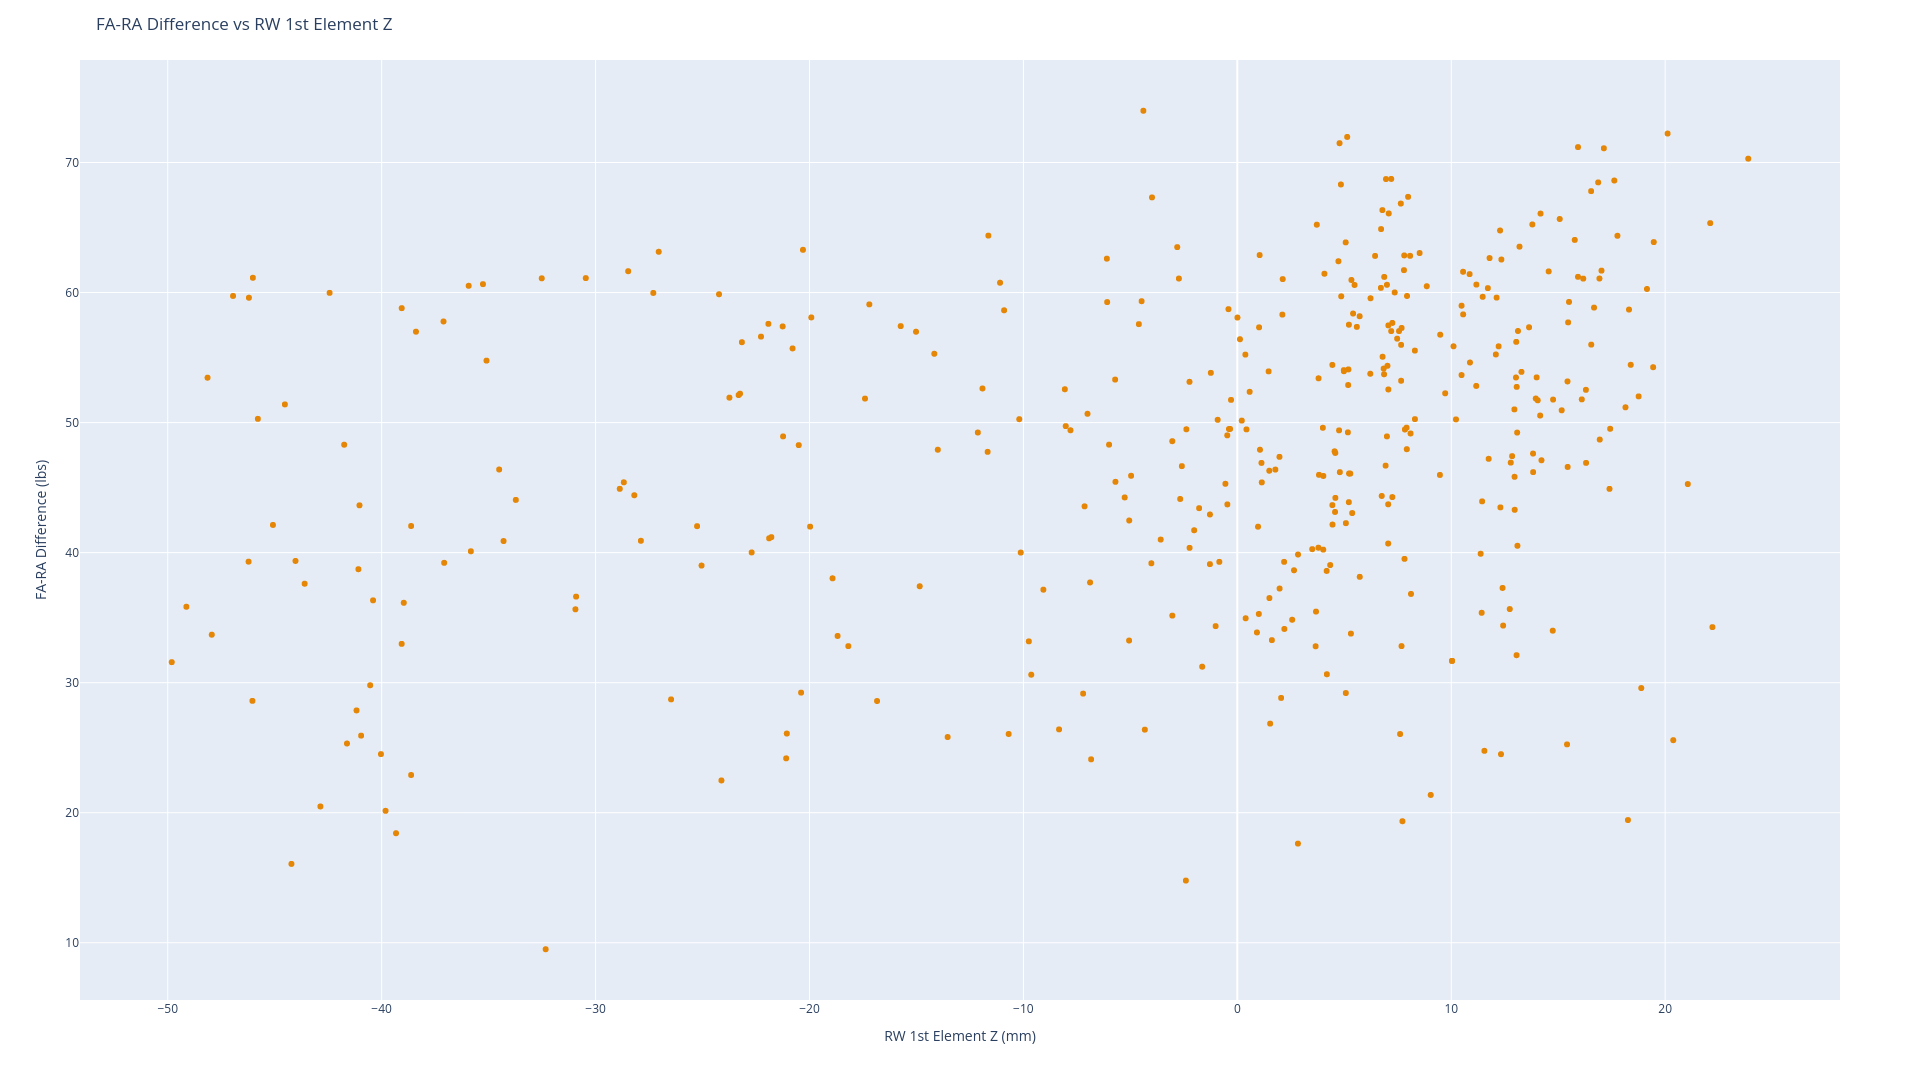 FA-RA Difference vs RW 1st Element Z
70
60
50
40
30
20
10
FA-RA Difference (lbs)
−50 −40 −30 −20 −10 0 10 20
RW 1st Element Z (mm)